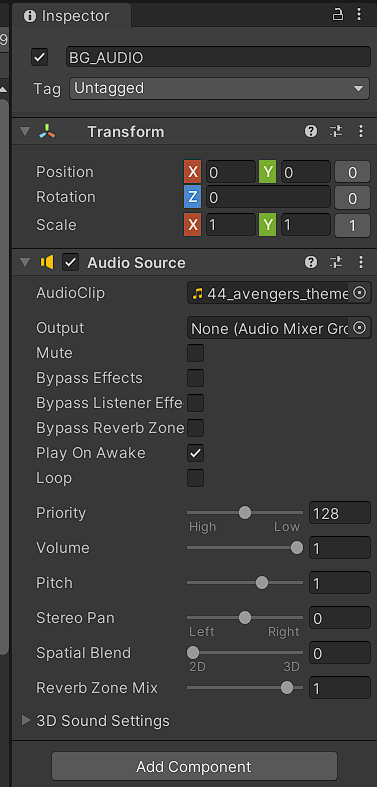 Inspector
9
BG_AUDIO
Tag Untagged
Transform
Position X 0 Y 0 0
Rotation Z 0 0
Scale X 1 Y 1 1
Audio Source
AudioClip 44_avengers_theme
Output None (Audio Mixer Gro
Mute
Bypass Effects
Bypass Listener Effe
Bypass Reverb Zone
Play On Awake
Loop
Priority 128
High Low
Volume 1
Pitch 1
Stereo Pan 0
Left Right
Spatial Blend 0
2D 3D
Reverb Zone Mix 1
3D Sound Settings
Add Component